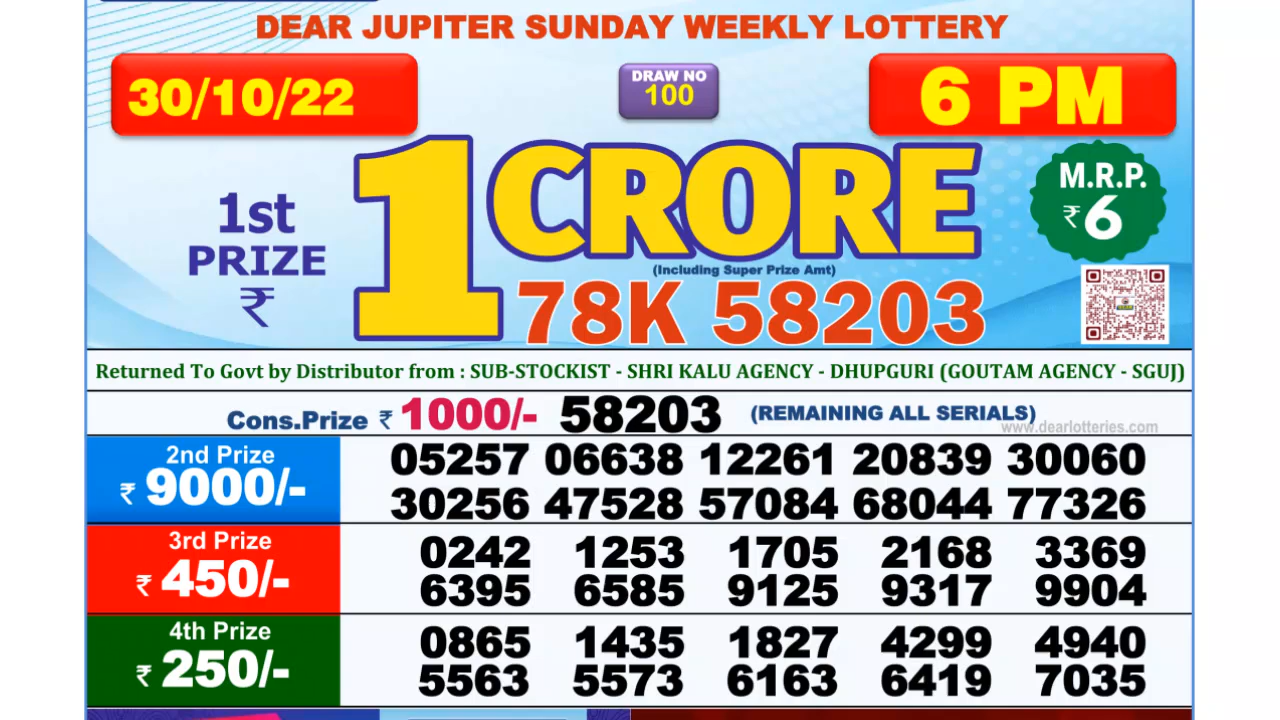 DEAR JUPITER SUNDAY WEEKLY LOTTERY
30/10/22
DRAW NO
100
6 PM
1st
PRIZE
₹
1 CRORE
(Including Super Prize Amt)
78K 58203
M.R.P.
₹ 6
Returned To Govt by Distributor from : SUB-STOCKIST - SHRI KALU AGENCY - DHUPGURI (GOUTAM AGENCY - SGUJ)
Cons.Prize ₹ 1000/- 58203 (REMAINING ALL SERIALS)
www.dearlotteries.com
2nd Prize
₹ 9000/-
05257 06638 12261 20839 30060
30256 47528 57084 68044 77326
3rd Prize
₹ 450/-
0242 1253 1705 2168 3369
6395 6585 9125 9317 9904
4th Prize
₹ 250/-
0865 1435 1827 4299 4940
5563 5573 6163 6419 7035